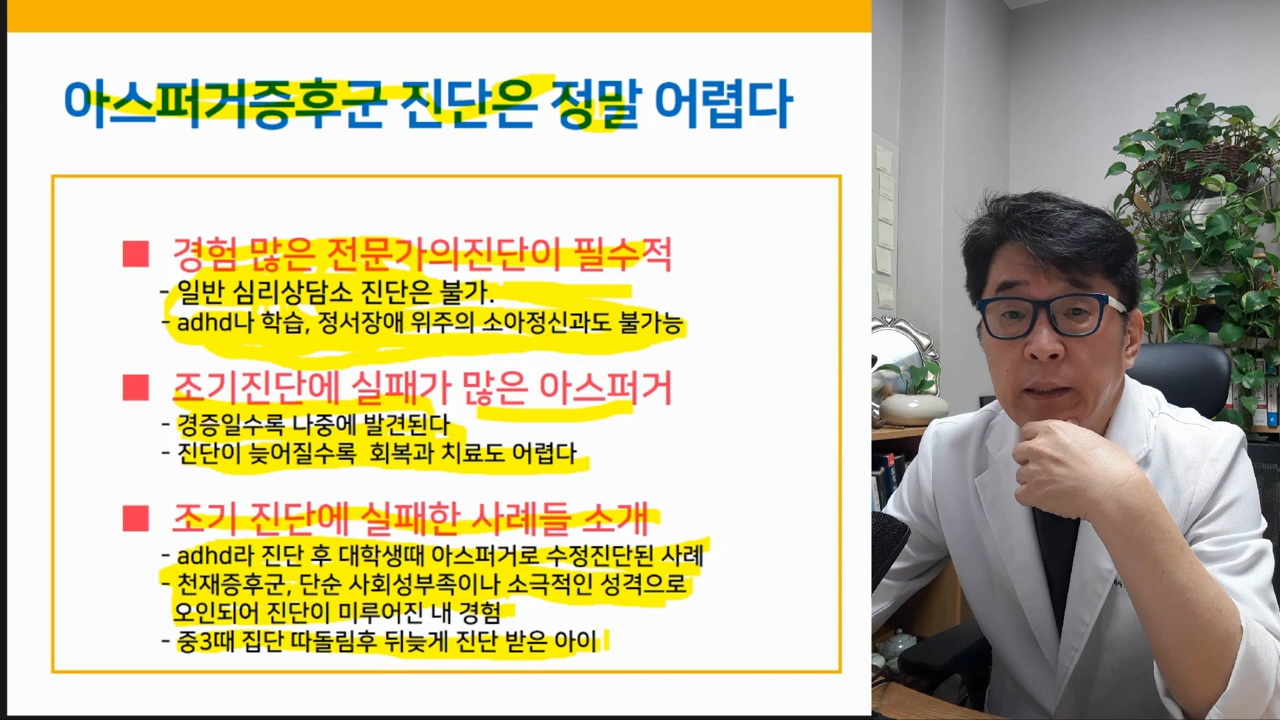 아스퍼거증후군 진단은 정말 어렵다
■ 경험 많은 전문가의진단이 필수적
- 일반 심리상담소 진단은 불가.
- adhd나 학습, 정서장애 위주의 소아정신과도 불가능
■ 조기진단에 실패가 많은 아스퍼거
- 경증일수록 나중에 발견된다
- 진단이 늦어질수록 회복과 치료도 어렵다
■ 조기 진단에 실패한 사례들 소개
- adhd라 진단 후 대학생때 아스퍼거로 수정진단된 사례
- 천재증후군, 단순 사회성부족이나 소극적인 성격으로
오인되어 진단이 미루어진 내 경험
- 중3때 집단 따돌림후 뒤늦게 진단 받은 아이